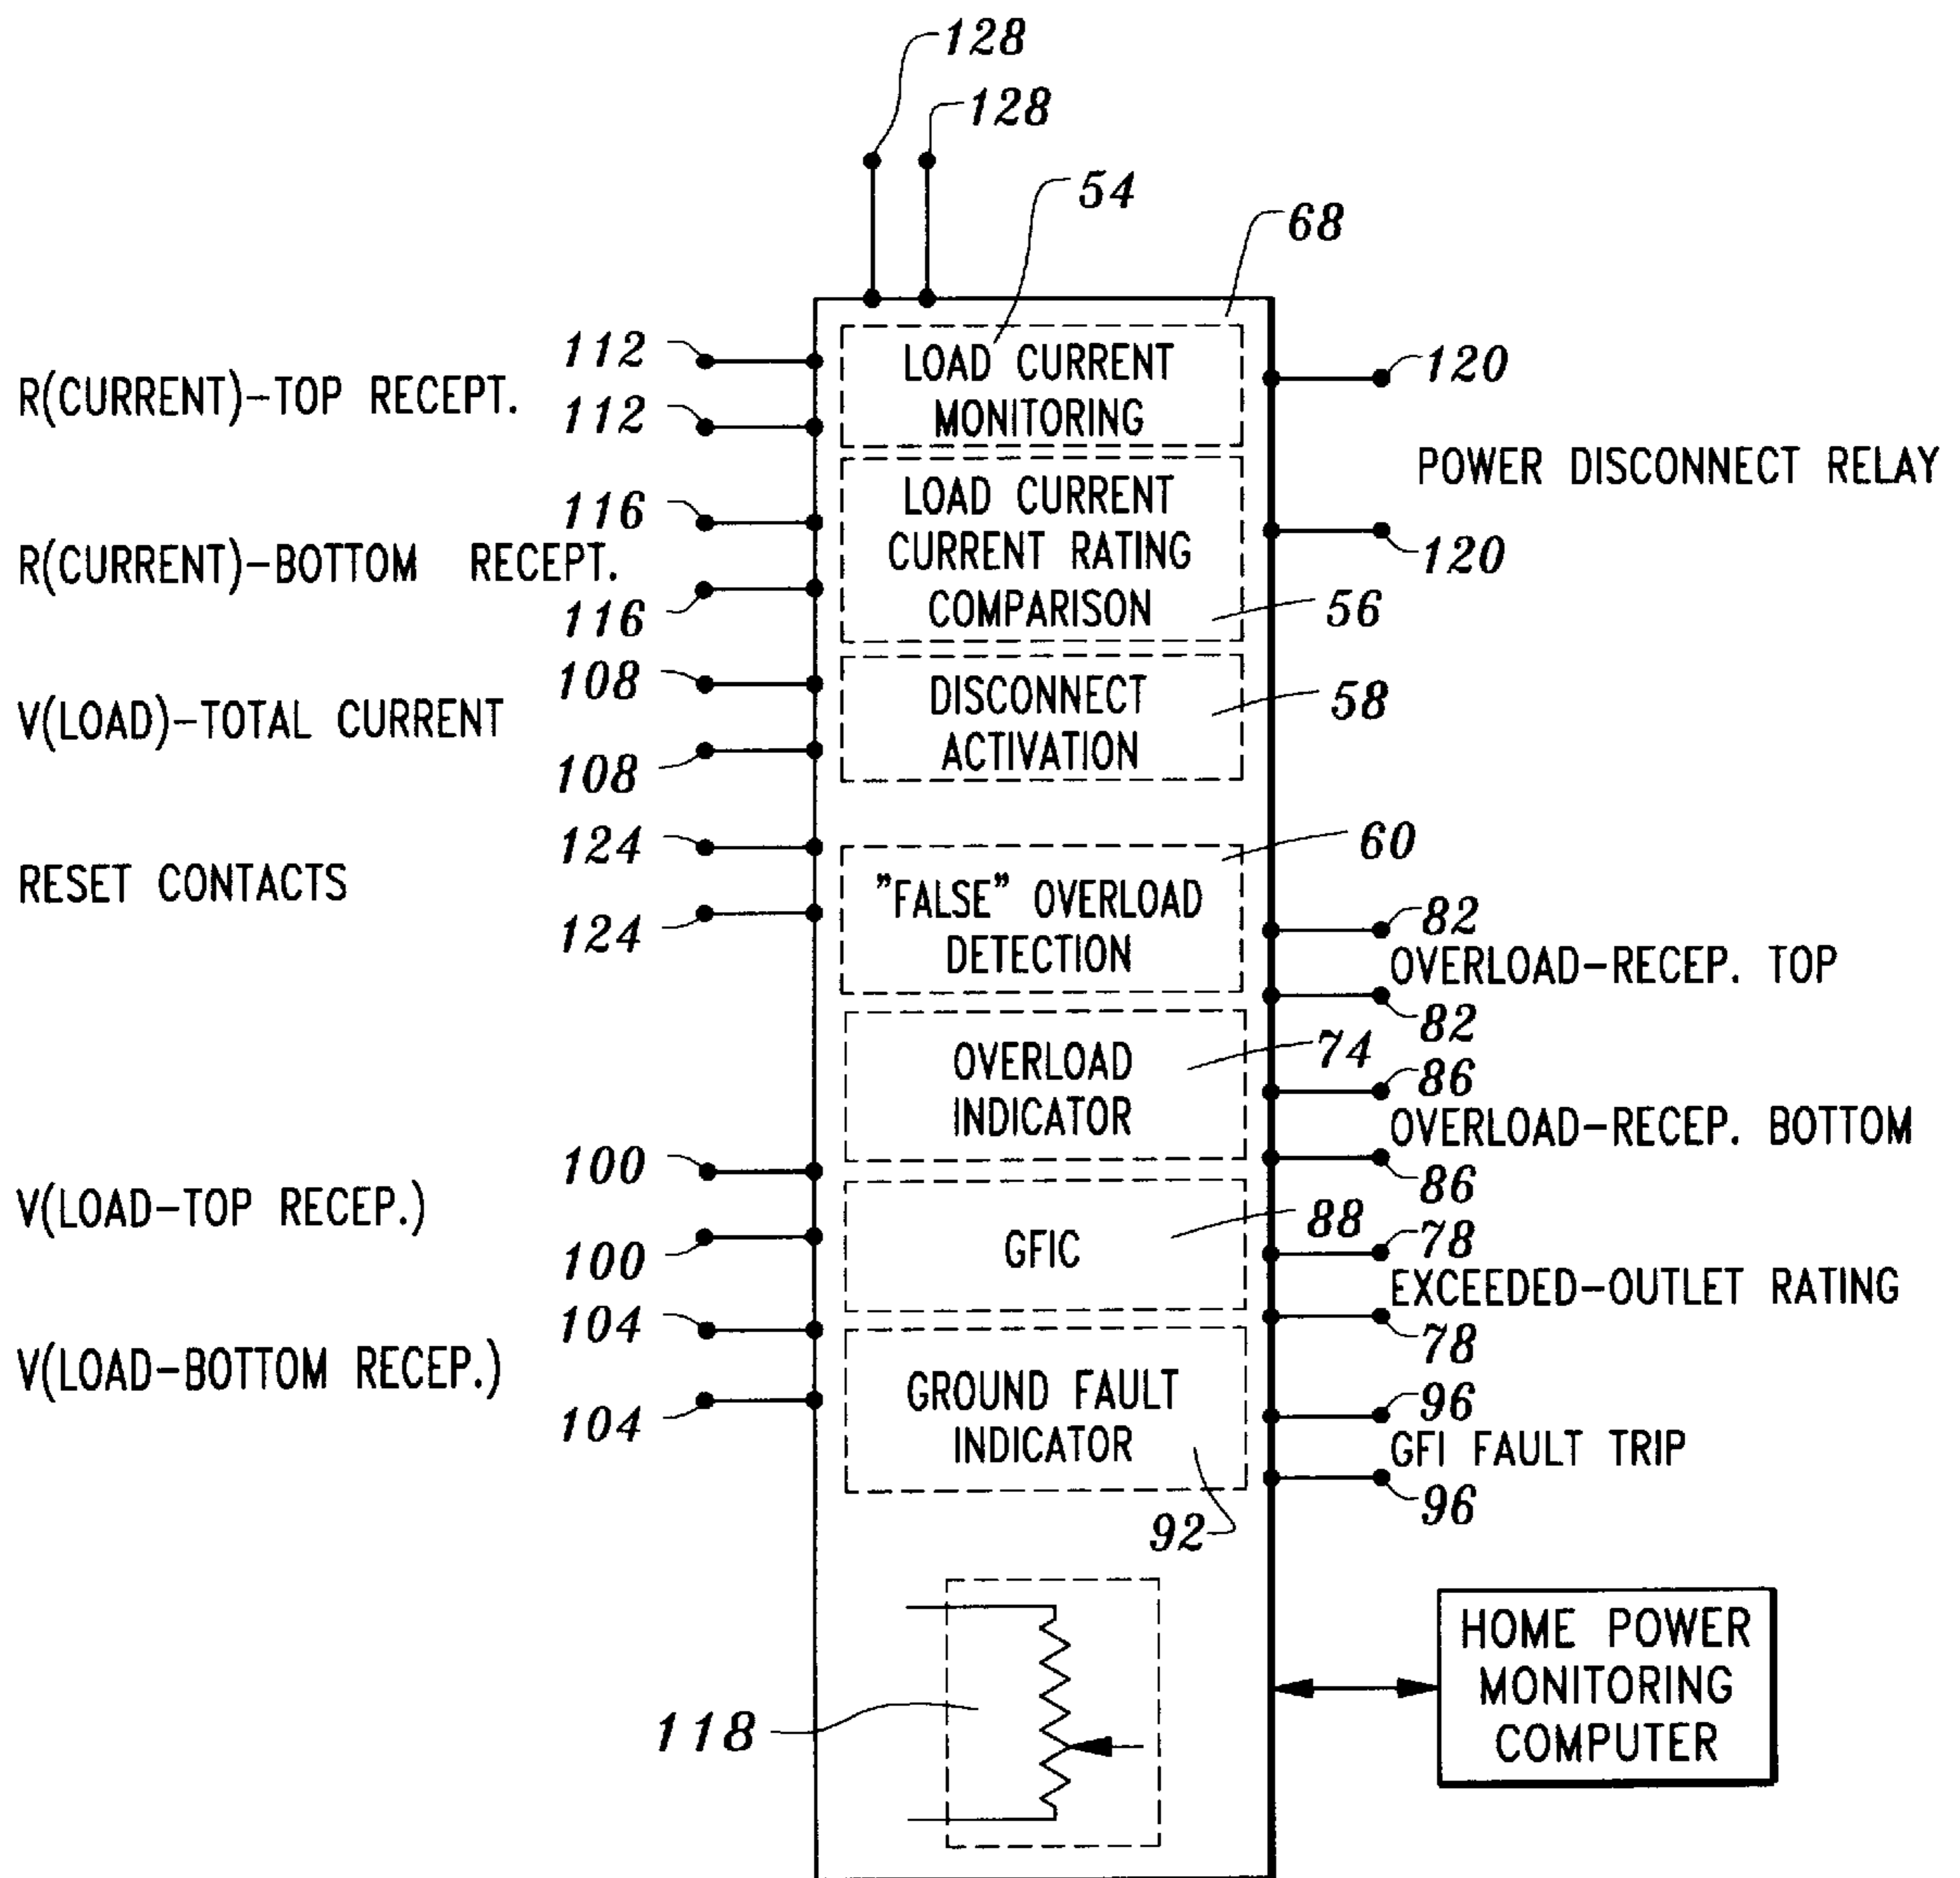 128
128
54
68
112
R(CURRENT)-TOP RECEPT.
112
116
R(CURRENT)-BOTTOM RECEPT.
116
108
V(LOAD)-TOTAL CURRENT
108
124
RESET CONTACTS
124
100
V(LOAD-TOP RECEP.)
100
104
V(LOAD-BOTTOM RECEP.)
104
LOAD CURRENT
MONITORING
LOAD CURRENT
CURRENT RATING
COMPARISON
56
DISCONNECT
ACTIVATION
58
60
"FALSE" OVERLOAD
DETECTION
OVERLOAD
INDICATOR
74
GFIC
88
GROUND FAULT
INDICATOR
92
118
120
POWER DISCONNECT RELAY
120
82
OVERLOAD-RECEP. TOP
82
86
OVERLOAD-RECEP. BOTTOM
86
78
EXCEEDED-OUTLET RATING
78
96
GFI FAULT TRIP
96
HOME POWER
MONITORING
COMPUTER